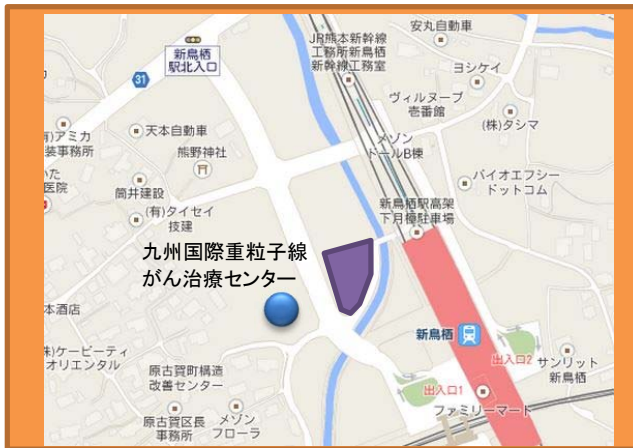 安丸自動車
JR熊本新幹線
工務所新鳥栖
新幹線工務室
新鳥栖
駅北入口
31
ヨシケイ
ヴィルヌーブ
壱番館
(株)タシマ
有)アミカ
装事務所
天本自動車
熊野神社
メゾン
ドールB棟
いた
医院
筒井建設
バイオエフシー
ドットコム
(有)タイセイ
技建
新鳥栖駅高架
下月極駐車場
九州国際重粒子線
がん治療センター
本酒店
新鳥栖
株)ケーピーティ
オリエンタル
出入口2
サンリット
新鳥栖
原古賀町構造
改善センター
出入口1
ファミリーマート
原古賀区長
事務所
メゾン
フローラ